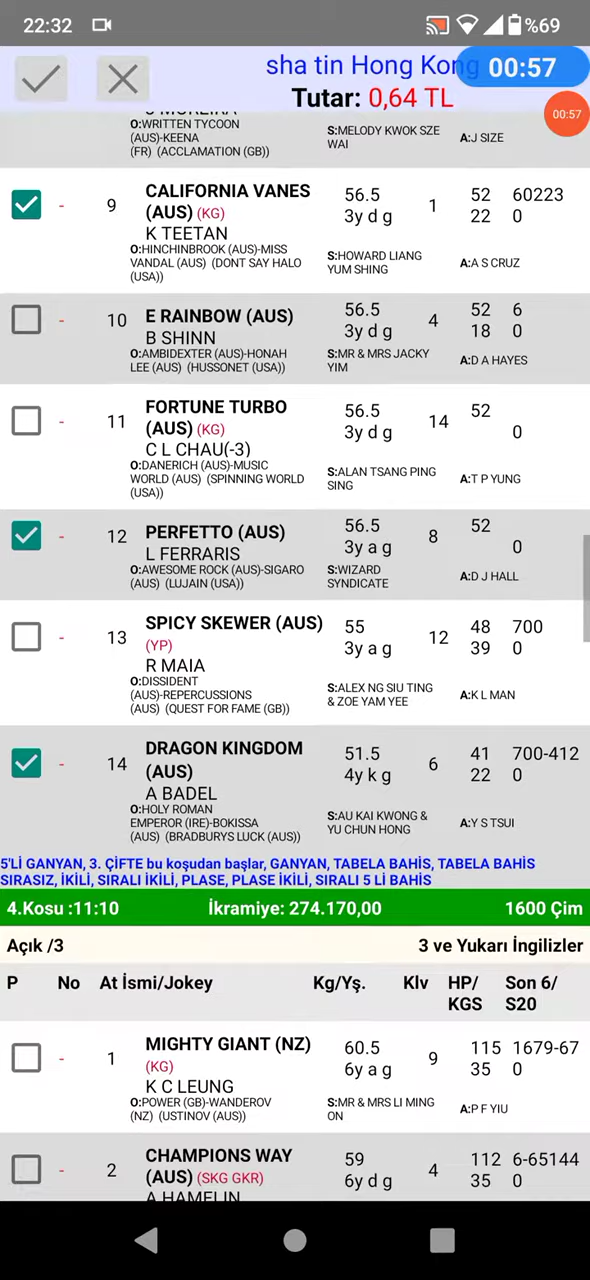 22:32 %69
sha tin Hong Kong 00:57
Tutar: 0,64 TL
00:57
O:WRITTEN TYCOON
(AUS)-KEENA
(FR) (ACCLAMATION (GB))
S:MELODY KWOK SZE
WAI
A:J SIZE
9 CALIFORNIA VANES
(AUS) (KG)
K TEETAN
56.5
3y d g
1
52 60223
22 0
O:HINCHINBROOK (AUS)-MISS
VANDAL (AUS) (DONT SAY HALO
(USA))
S:HOWARD LIANG
YUM SHING
A:A S CRUZ
- 10 E RAINBOW (AUS)
B SHINN
56.5
3y d g
4
52 6
18 0
O:AMBIDEXTER (AUS)-HONAH
LEE (AUS) (HUSSONET (USA))
S:MR & MRS JACKY
YIM
A:D A HAYES
- 11 FORTUNE TURBO
(AUS) (KG)
C L CHAU(-3)
56.5
3y d g
14
52
0
O:DANERICH (AUS)-MUSIC
WORLD (AUS) (SPINNING WORLD
(USA))
S:ALAN TSANG PING
SING
A:T P YUNG
- 12 PERFETTO (AUS)
L FERRARIS
56.5
3y a g
8
52
0
O:AWESOME ROCK (AUS)-SIGARO
(AUS) (LUJAIN (USA))
S:WIZARD
SYNDICATE
A:D J HALL
- 13 SPICY SKEWER (AUS)
(YP)
R MAIA
55
3y a g
12
48 700
39 0
O:DISSIDENT
(AUS)-REPERCUSSIONS
(AUS) (QUEST FOR FAME (GB))
S:ALEX NG SIU TING
& ZOE YAM YEE
A:K L MAN
- 14 DRAGON KINGDOM
(AUS)
A BADEL
51.5
4y k g
6
41 700-412
22 0
O:HOLY ROMAN
EMPEROR (IRE)-BOKISSA
(AUS) (BRADBURYS LUCK (AUS))
S:AU KAI KWONG &
YU CHUN HONG
A:Y S TSUI
5'Lİ GANYAN, 3. ÇİFTE bu koşudan başlar, GANYAN, TABELA BAHİS, TABELA BAHİS
SIRASIZ, İKİLİ, SIRALI İKİLİ, PLASE, PLASE İKİLİ, SIRALI 5 Lİ BAHİS
4.Kosu :11:10 İkramiye: 274.170,00 1600 Çim
Açık /3 3 ve Yukarı İngilizler
P No At İsmi/Jokey Kg/Yş. Klv HP/ Son 6/
KGS S20
- 1 MIGHTY GIANT (NZ)
(KG)
K C LEUNG
60.5
6y a g
9
115 1679-67
35 0
O:POWER (GB)-WANDEROV
(NZ) (USTINOV (AUS))
S:MR & MRS LI MING
ON
A:P F YIU
- 2 CHAMPIONS WAY
(AUS) (SKG GKR)
A HAMELIN
59
6y d g
4
112 6-65144
35 0